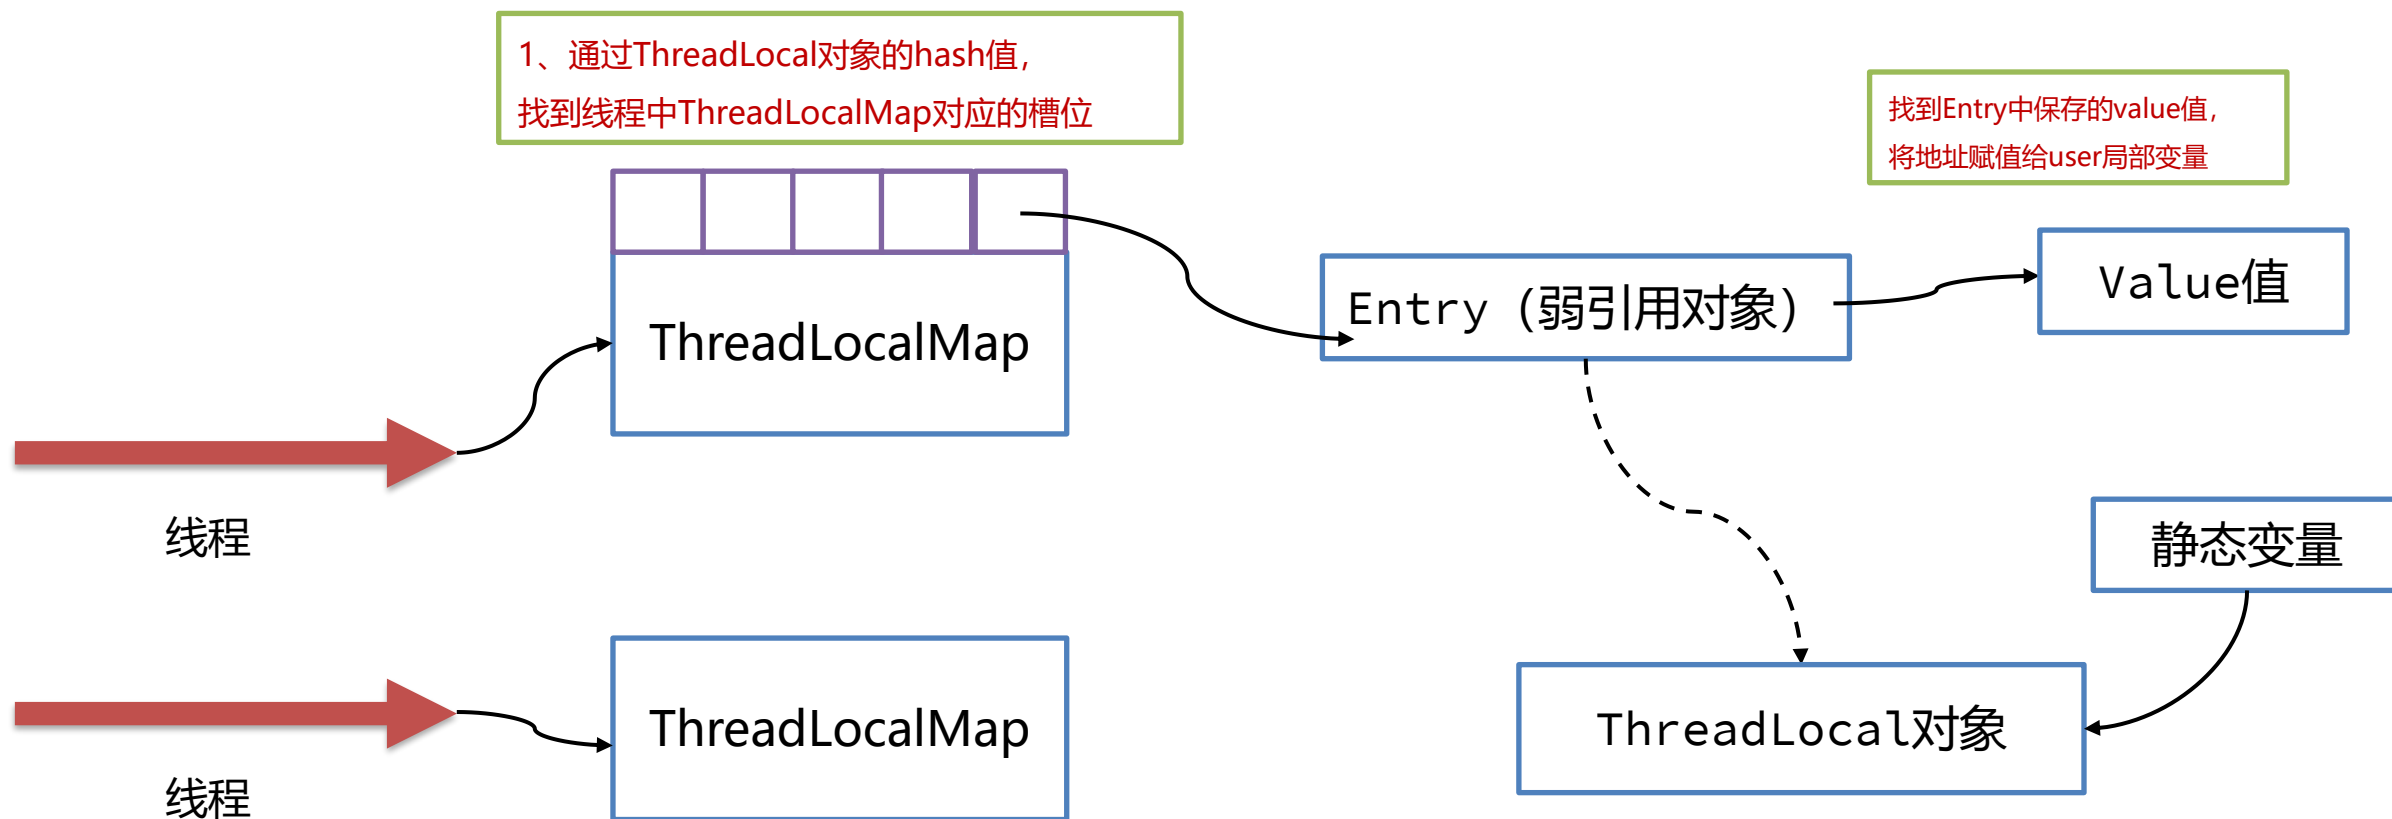 1、通过ThreadLocal对象的hash值，
找到线程中ThreadLocalMap对应的槽位
找到Entry中保存的value值，
将地址赋值给user局部变量
Value值
Entry（弱引用对象）
ThreadLocalMap
线程
静态变量
ThreadLocalMap
ThreadLocal对象
线程